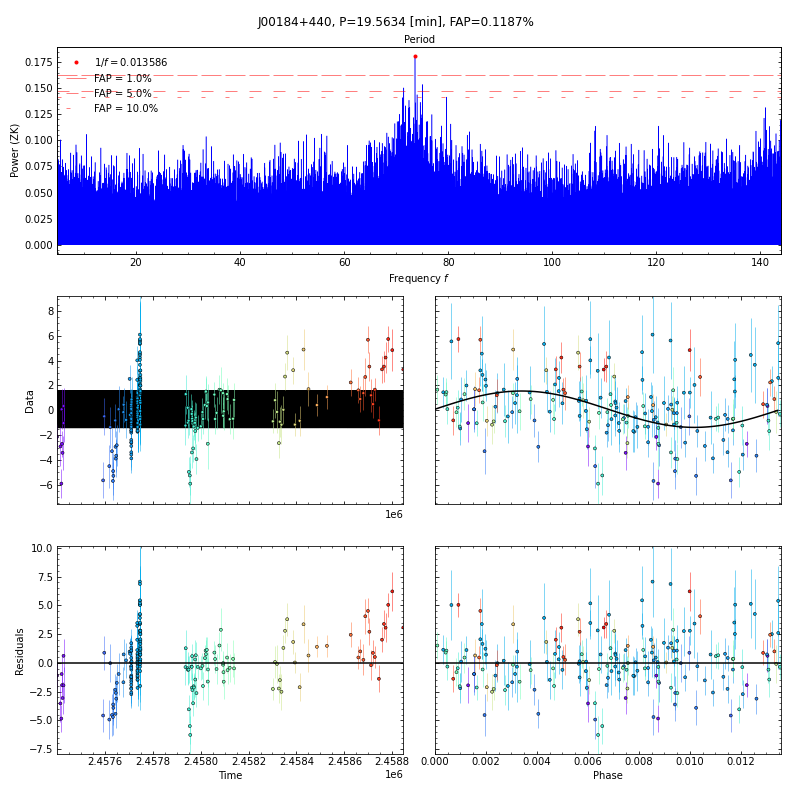 J00184+440, P=19.5634 [min], FAP=0.1187%
Period
0.175
0.150
0.125
0.100
0.075
0.050
0.025
0.000
Power (ZK)
1/f = 0.013586
FAP = 1.0%
FAP = 5.0%
FAP = 10.0%
20 40 60 80 100 120 140
Frequency f
8
6
4
2
0
−2
−4
−6
Data
1e6
10.0
7.5
5.0
2.5
0.0
−2.5
−5.0
−7.5
Residuals
2.4576 2.4578 2.4580 2.4582 2.4584 2.4586 2.4588
1e6
Time
0.000 0.002 0.004 0.006 0.008 0.010 0.012
Phase